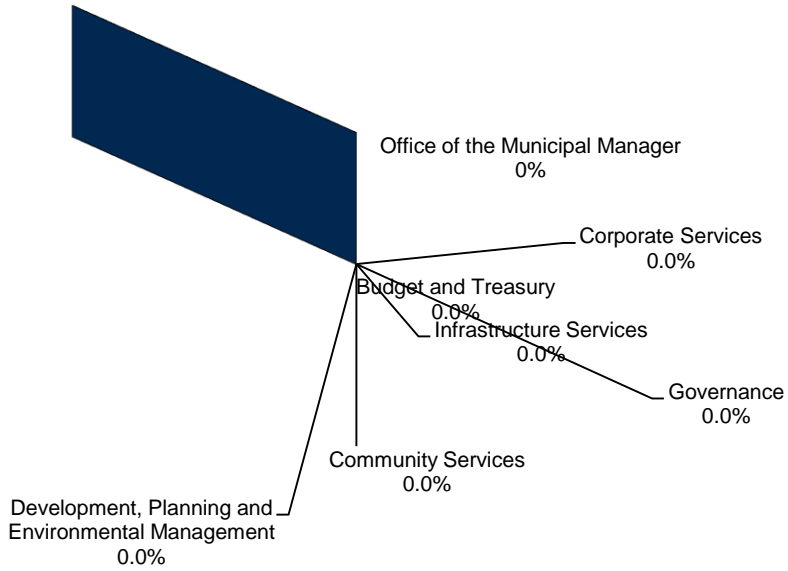 Office of the Municipal Manager
0%
Corporate Services
0.0%
Budget and Treasury
0.0%
Infrastructure Services
0.0%
Governance
0.0%
Community Services
0.0%
Development, Planning and
Environmental Management
0.0%